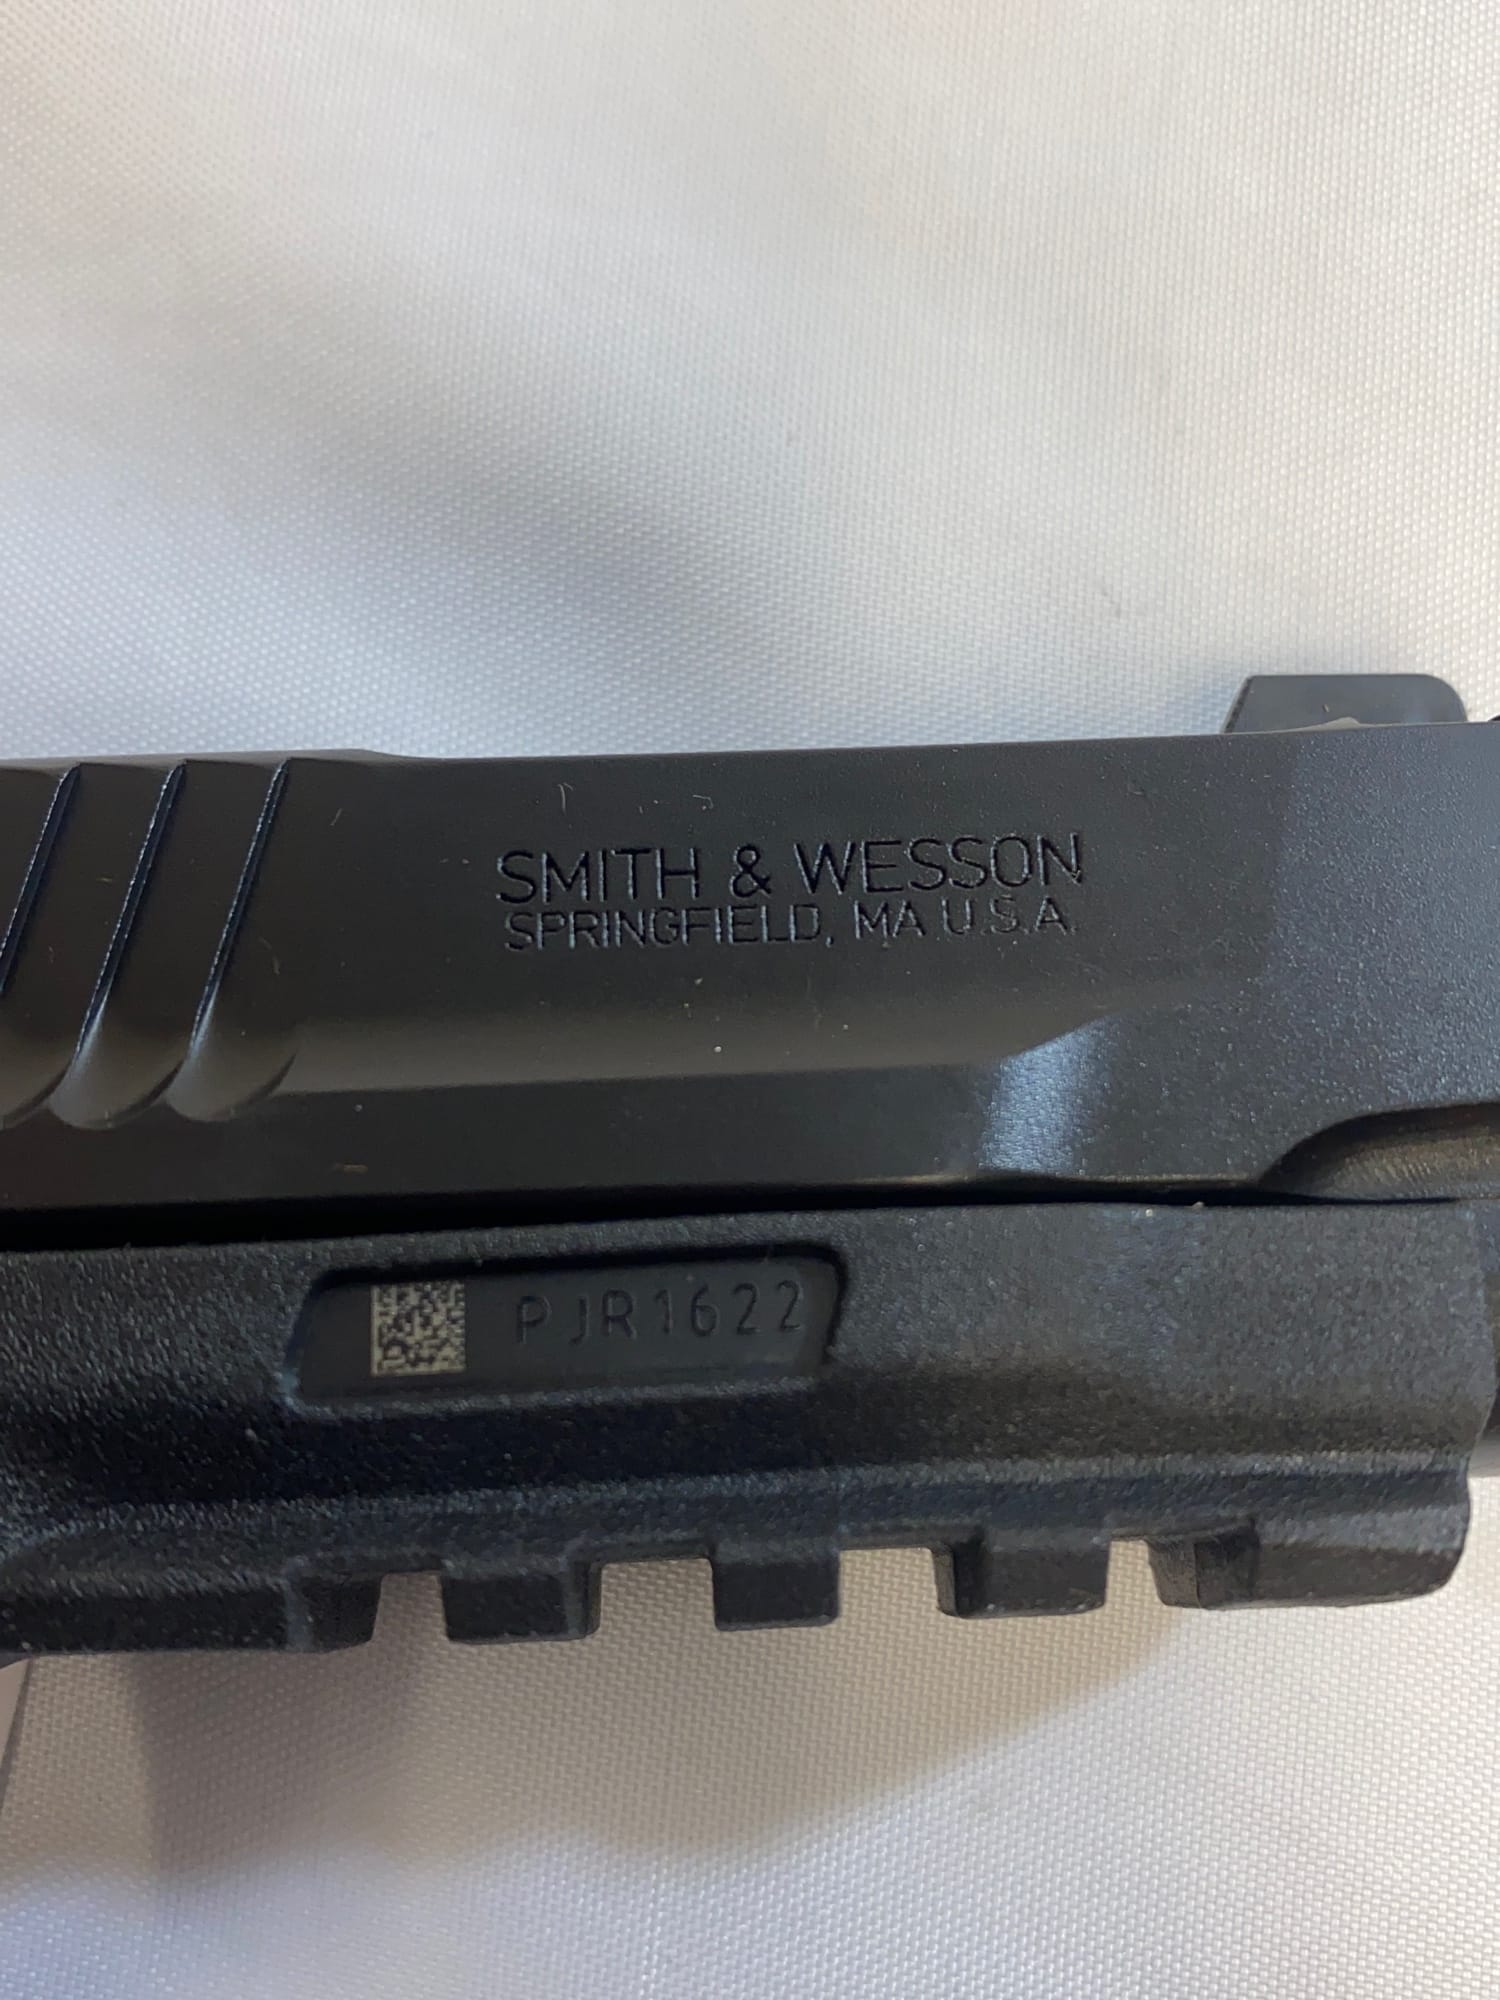 SMITH & WESSON
SPRINGFIELD, MA U.S.A.
PJR1622